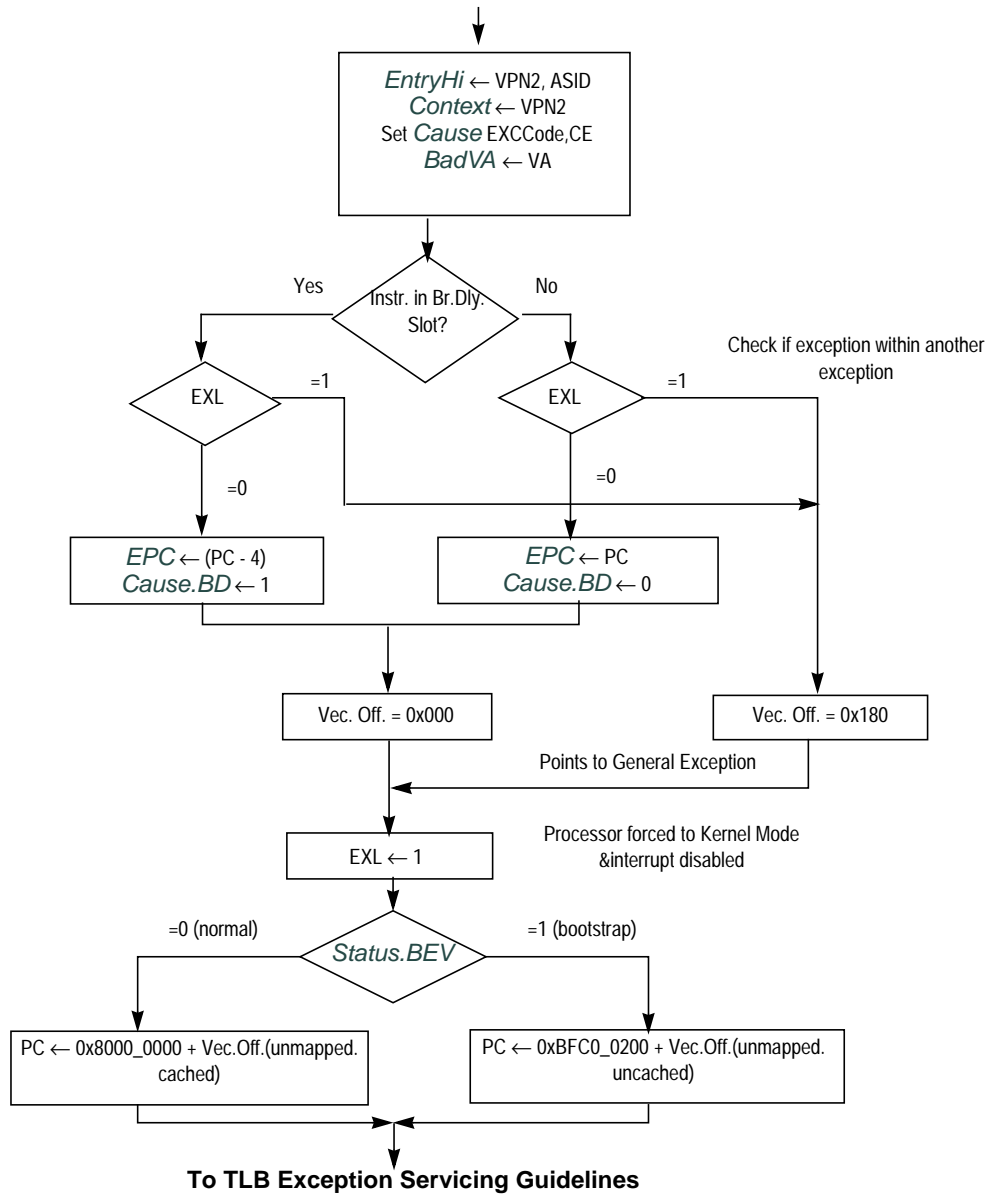 EntryHi ← VPN2, ASID
Context ← VPN2
Set Cause EXCCode,CE
BadVA ← VA
Yes
Instr. in Br.Dly.
Slot?
No
Check if exception within another
exception
EXL
=1
EXL
=1
=0
=0
EPC ← (PC - 4)
Cause.BD ← 1
EPC ← PC
Cause.BD ← 0
Vec. Off. = 0x000
Vec. Off. = 0x180
Points to General Exception
EXL ← 1
Processor forced to Kernel Mode
&interrupt disabled
=0 (normal)
Status.BEV
=1 (bootstrap)
PC ← 0x8000_0000 + Vec.Off.(unmapped.
cached)
PC ← 0xBFC0_0200 + Vec.Off.(unmapped.
uncached)
To TLB Exception Servicing Guidelines